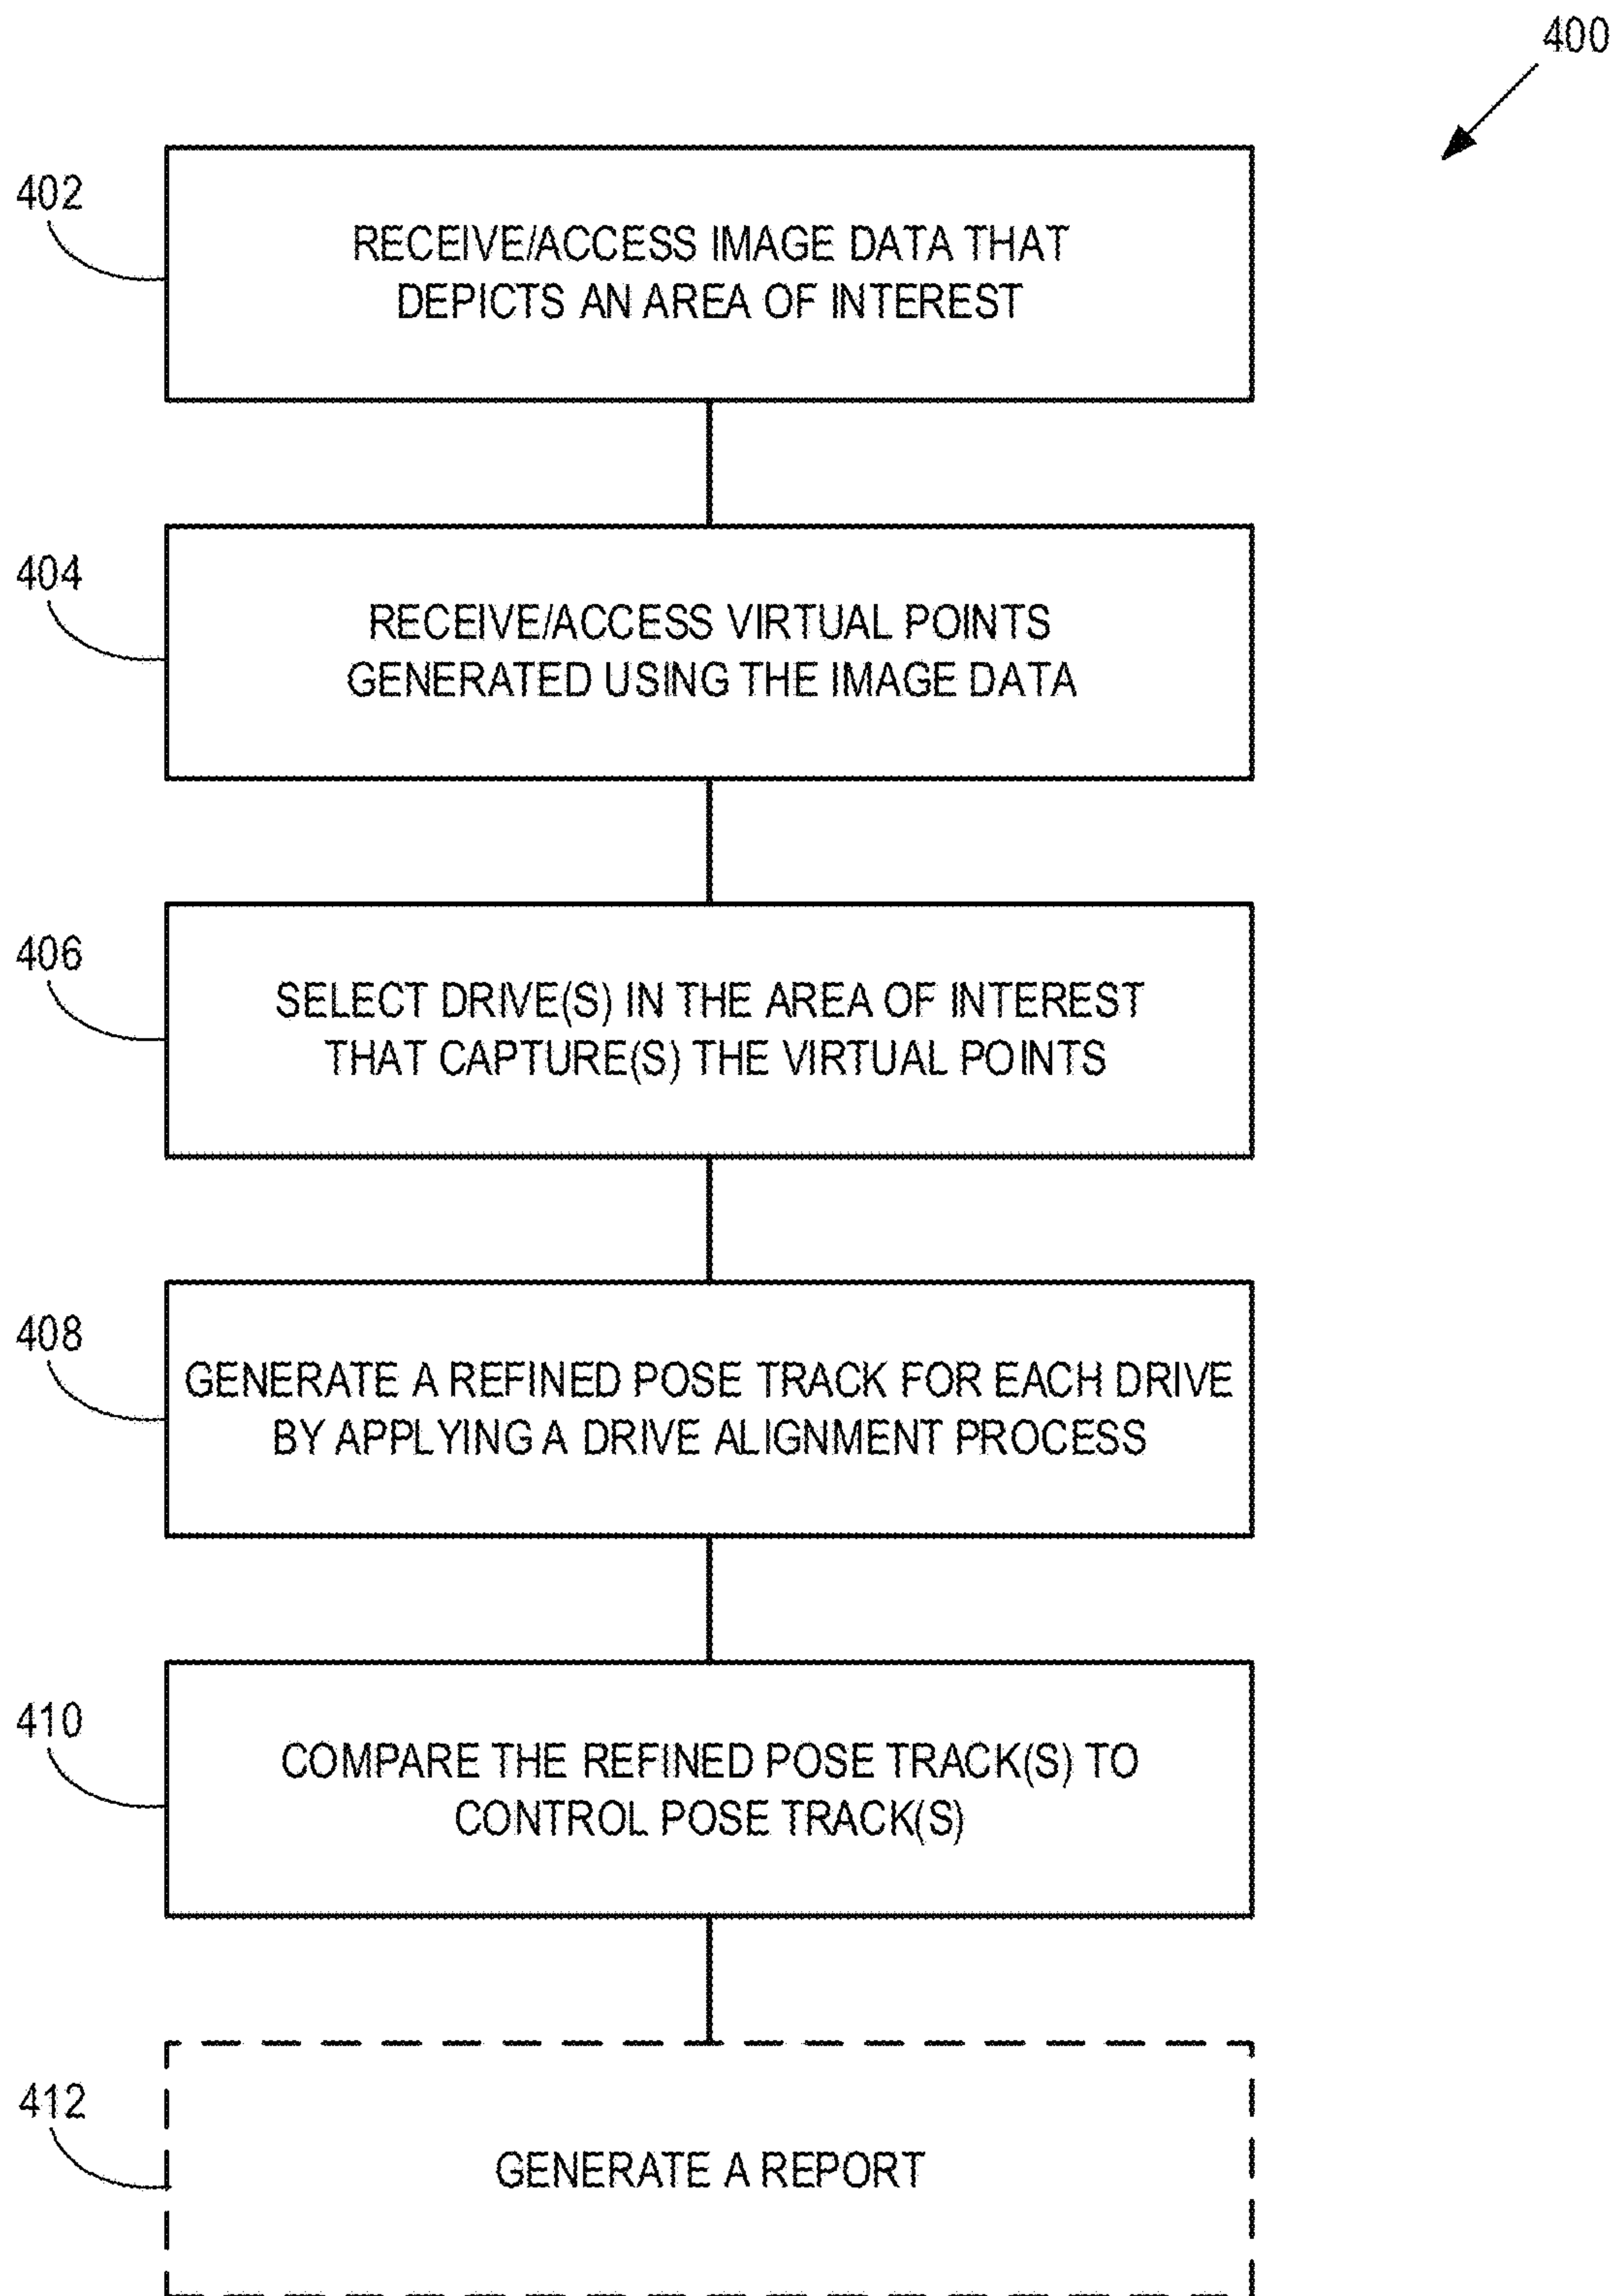 400
402
RECEIVE/ACCESS IMAGE DATA THAT
DEPICTS AN AREA OF INTEREST
404
RECEIVE/ACCESS VIRTUAL POINTS
GENERATED USING THE IMAGE DATA
406
SELECT DRIVE(S) IN THE AREA OF INTEREST
THAT CAPTURE(S) THE VIRTUAL POINTS
408
GENERATE A REFINED POSE TRACK FOR EACH DRIVE
BY APPLYING A DRIVE ALIGNMENT PROCESS
410
COMPARE THE REFINED POSE TRACK(S) TO
CONTROL POSE TRACK(S)
412
GENERATE A REPORT